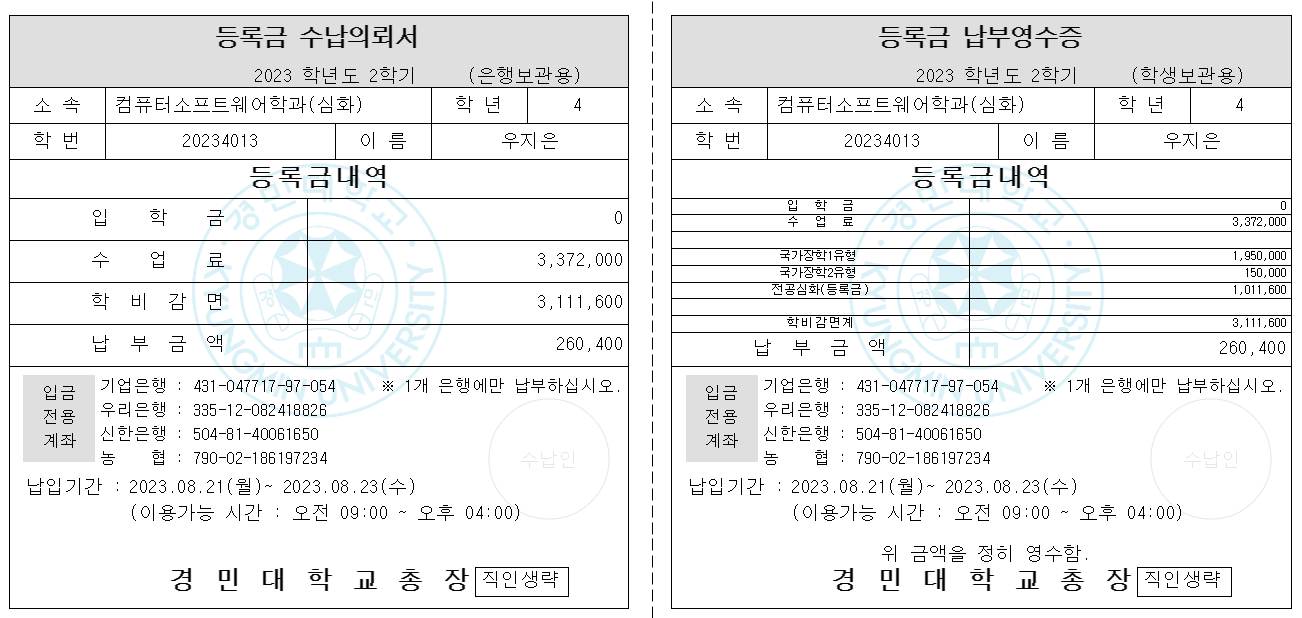 등록금 수납의뢰서
2023 학년도 2학기 (은행보관용)
소 속 컴퓨터소프트웨어학과(심화) 학 년 4
학 번 20234013 이 름 우지은
등록금내역
입 학 금 0
수 업 료 3,372,000
학 비 감 면 3,111,600
납 부 금 액 260,400
경민대학교
KYUNGMIN UNIVERSITY
입금
전용
계좌
기업은행 : 431-047717-97-054 ※ 1개 은행에만 납부하십시오.
우리은행 : 335-12-082418826
신한은행 : 504-81-40061650
농 협 : 790-02-186197234
수납인
납입기간 : 2023.08.21(월)~ 2023.08.23(수)
(이용가능 시간 : 오전 09:00 ~ 오후 04:00)
경 민 대 학 교 총 장 직인생략
등록금 납부영수증
2023 학년도 2학기 (학생보관용)
소 속 컴퓨터소프트웨어학과(심화) 학 년 4
학 번 20234013 이 름 우지은
등록금내역
입 학 금 0
수 업 료 3,372,000
국가장학1유형 1,950,000
국가장학2유형 150,000
전공심화(등록금) 1,011,600
학비감면계 3,111,600
납 부 금 액 260,400
경민대학교
KYUNGMIN UNIVERSITY
입금
전용
계좌
기업은행 : 431-047717-97-054 ※ 1개 은행에만 납부하십시오.
우리은행 : 335-12-082418826
신한은행 : 504-81-40061650
농 협 : 790-02-186197234
수납인
납입기간 : 2023.08.21(월)~ 2023.08.23(수)
(이용가능 시간 : 오전 09:00 ~ 오후 04:00)
위 금액을 정히 영수함.
경 민 대 학 교 총 장 직인생략